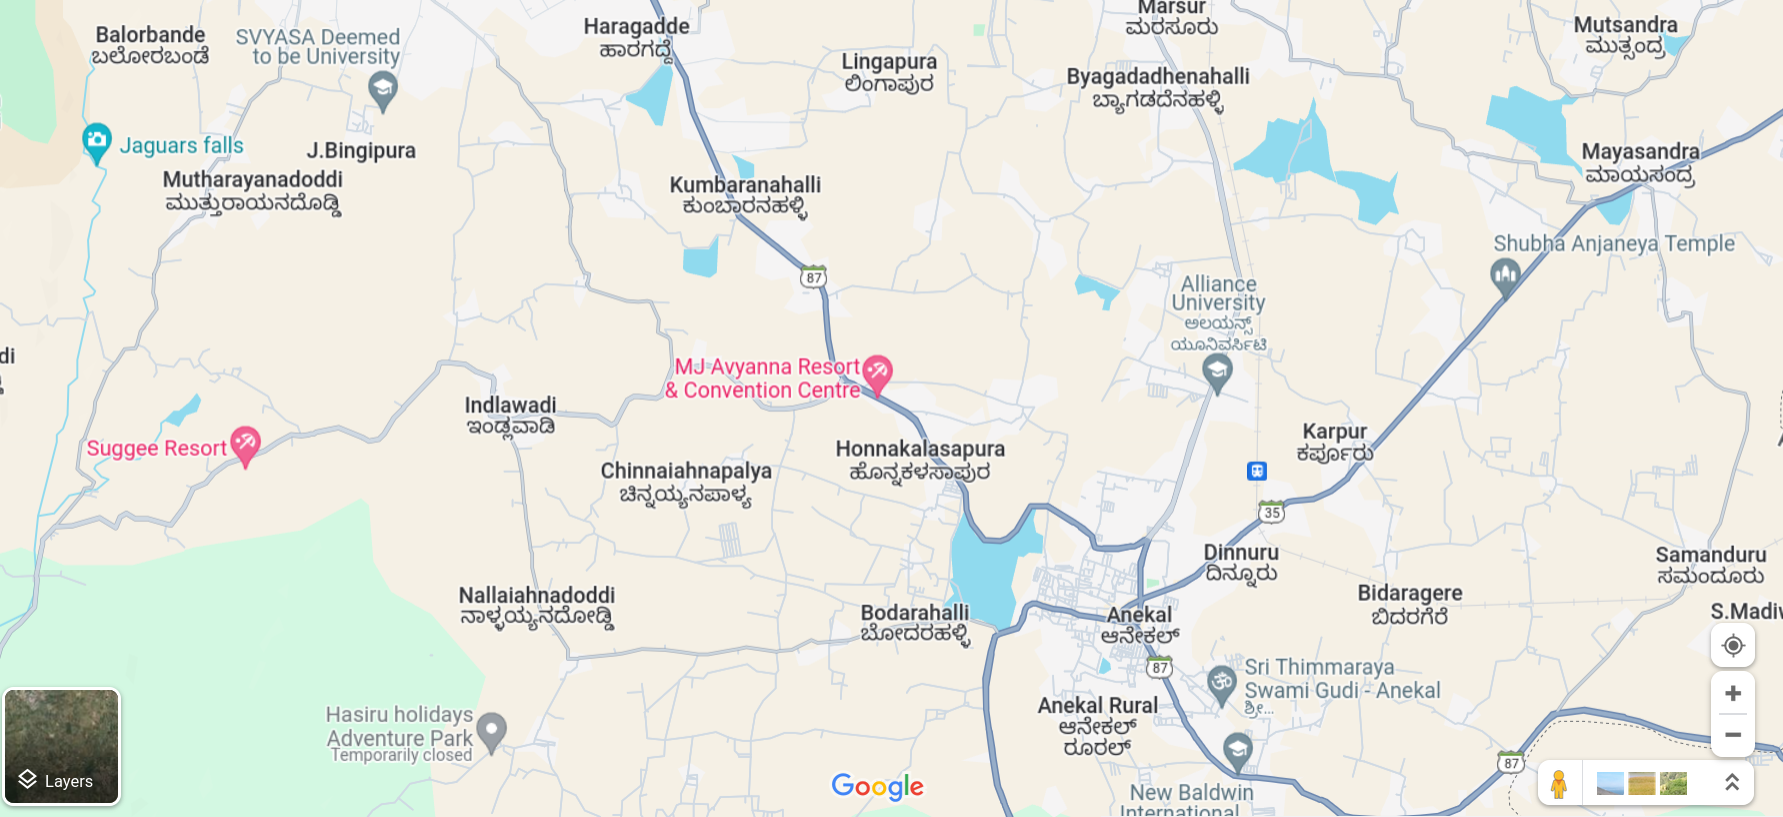 Haragadde
ಹಾರಗದ್ದೆ
Marsur
ಮರಸೂರು
Mutsandra
ಮುತ್ಸಂದ್ರ
Balorbande
ಬಲೋರಬಂಡೆ
SVYASA Deemed
to be University
Lingapura
ಲಿಂಗಾಪುರ
Byagadadhenahalli
ಬ್ಯಾಗಡದೆನಹಳ್ಳಿ
Jaguars falls
J.Bingipura
Mayasandra
ಮಾಯಸಂದ್ರ
Mutharayanadoddi
ಮುತ್ತುರಾಯನದೊಡ್ಡಿ
Kumbaranahalli
ಕುಂಬಾರನಹಳ್ಳಿ
Shubha Anjaneya Temple
87
Alliance
University
ಅಲಯನ್ಸ್
ಯೂನಿವರ್ಸಿಟಿ
di
MJ Avyanna Resort
& Convention Centre
Indlawadi
ಇಂಡ್ಲವಾಡಿ
Suggee Resort
Karpur
ಕರ್ಪೂರು
Honnakalasapura
ಹೊನ್ನಕಳಸಾಪುರ
Chinnaiahnapalya
ಚಿನ್ನಯ್ಯನಪಾಳ್ಯ
35
Dinnuru
ದಿನ್ನೂರು
Samanduru
ಸಮಂದೂರು
Nallaiahnadoddi
ನಾಳ್ಳಯ್ಯನದೋಡ್ಡಿ
Bidaragere
ಬಿದರಗೆರೆ
Bodarahalli
ಬೋದರಹಳ್ಳಿ
Anekal
ಆನೇಕಲ್
S.Madiw
87
Sri Thimmaraya
Swami Gudi - Anekal
ಶ್ರೀ...
Anekal Rural
ಆನೇಕಲ್
ರೂರಲ್
Hasiru holidays
Adventure Park
Temporarily closed
87
Layers
Google
New Baldwin
International